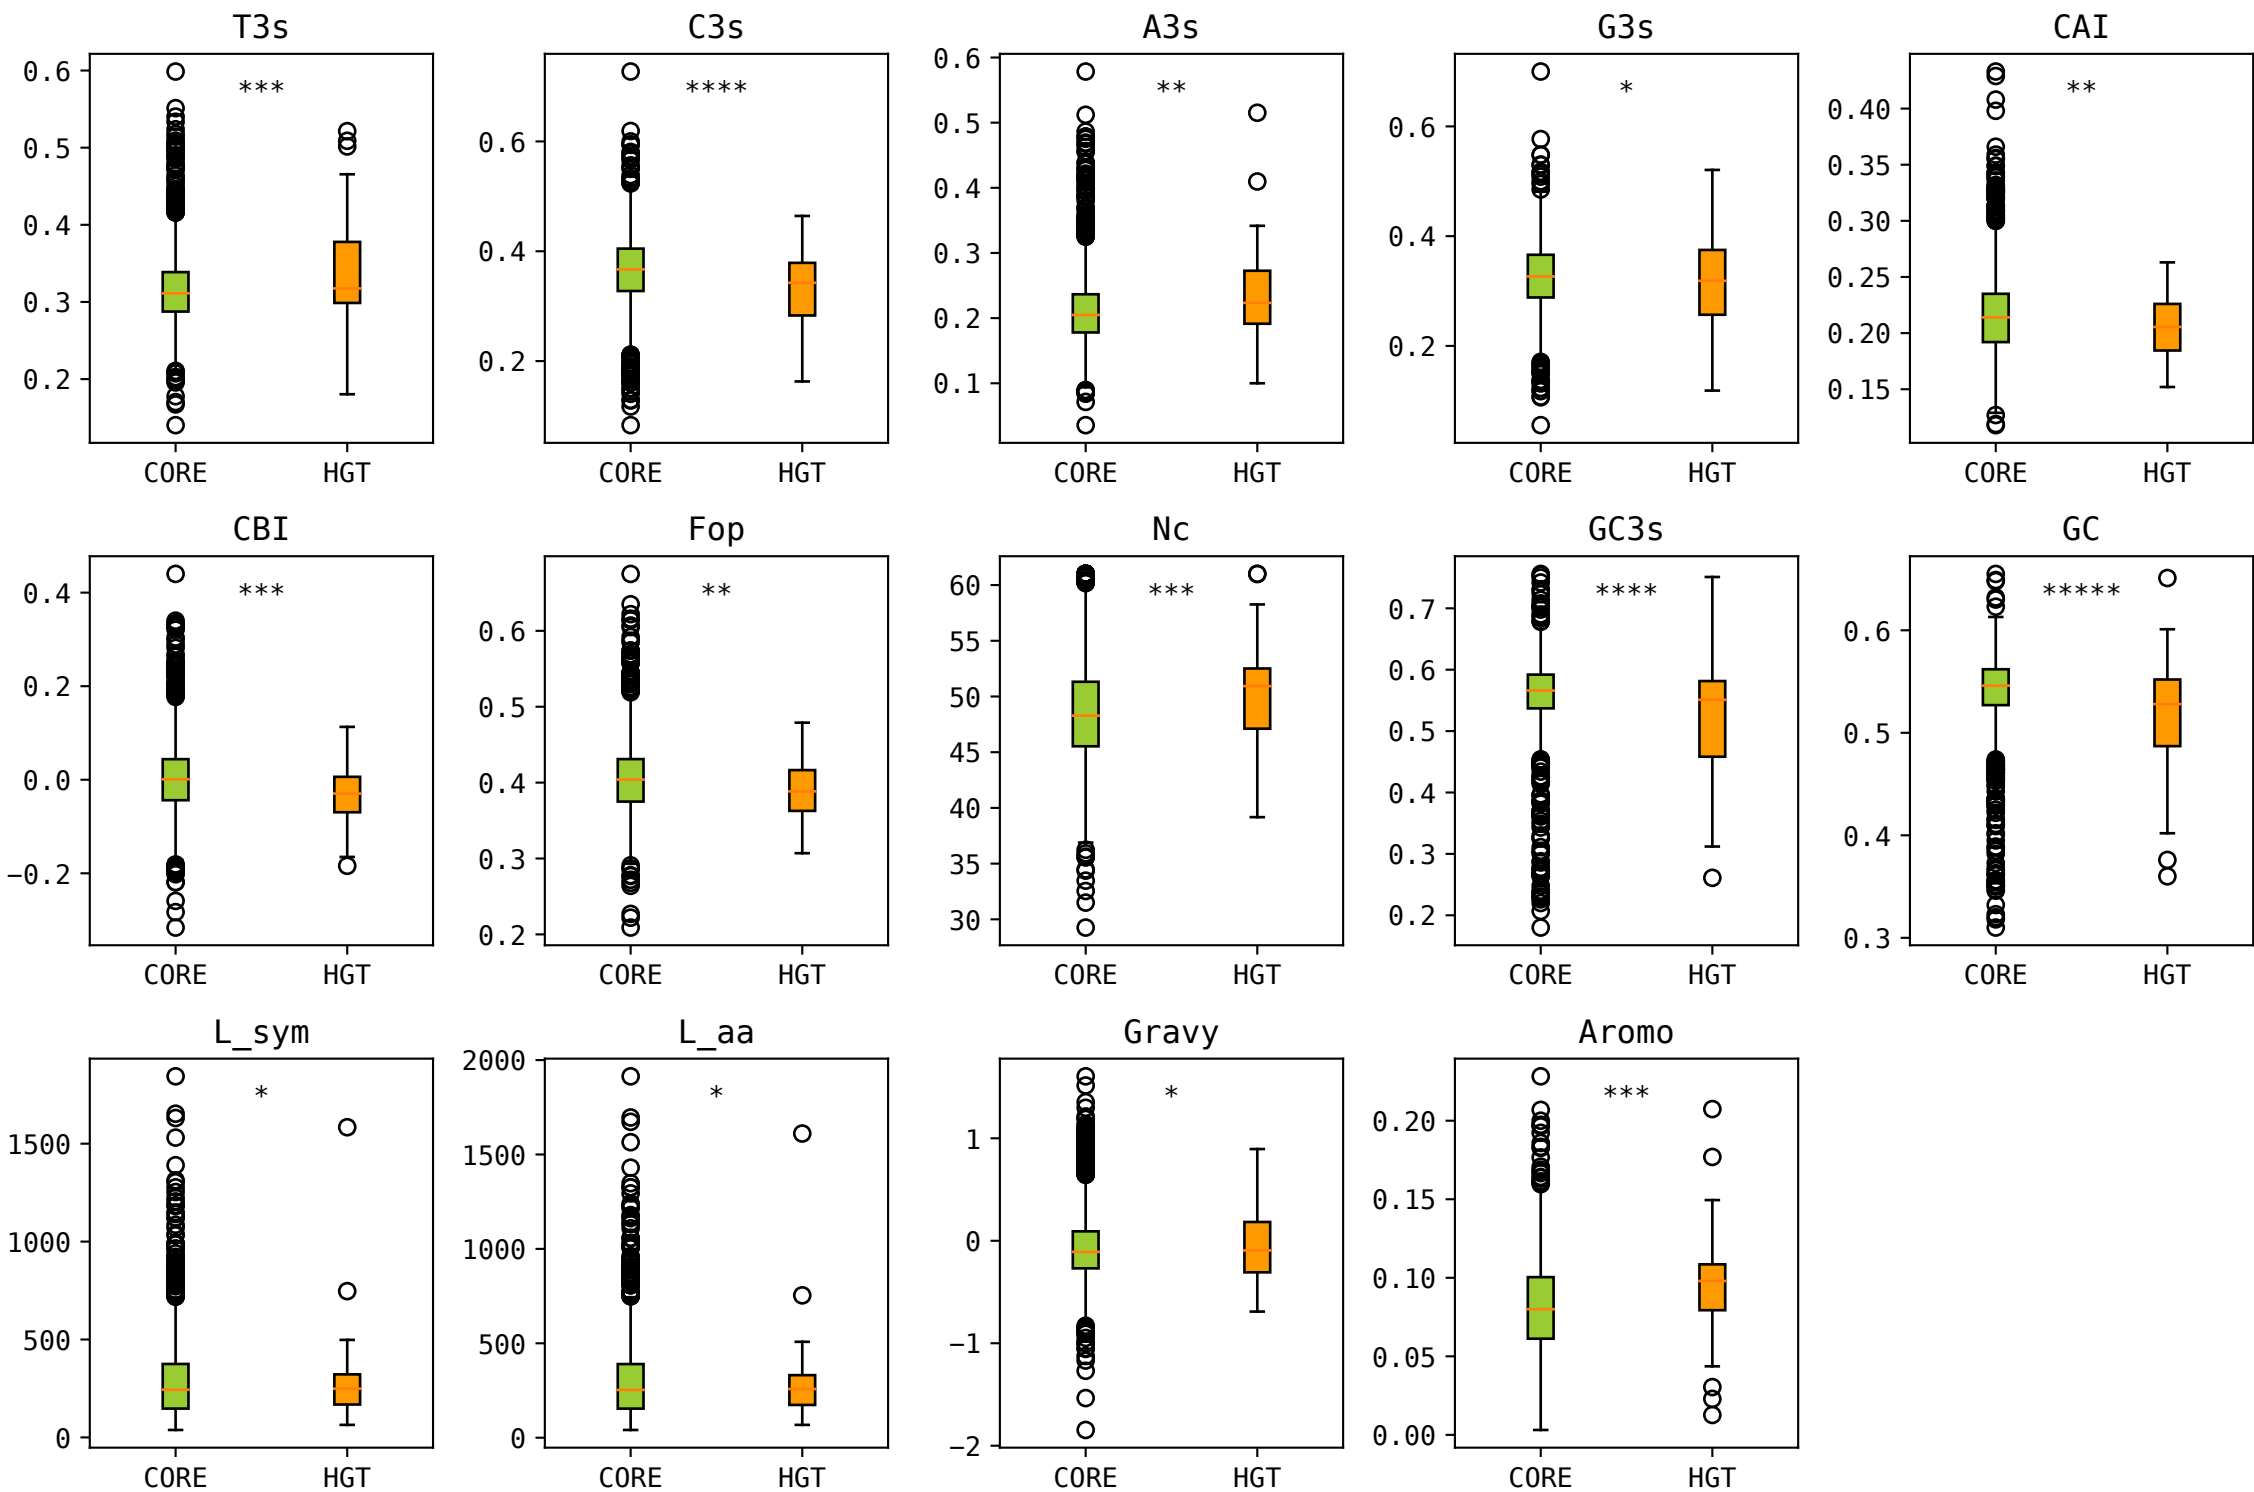 T3s C3s A3s G3s CAI
*** **** ** * **
0.6 0.5 0.4 0.3 0.2
0.6 0.4 0.2
0.6 0.5 0.4 0.3 0.2 0.1
0.6 0.4 0.2
0.40 0.35 0.30 0.25 0.20 0.15
CORE HGT CORE HGT CORE HGT CORE HGT CORE HGT
CBI Fop Nc GC3s GC
*** ** *** **** *****
0.4 0.2 0.0 −0.2
0.6 0.5 0.4 0.3 0.2
60 55 50 45 40 35 30
0.7 0.6 0.5 0.4 0.3 0.2
0.6 0.5 0.4 0.3
CORE HGT CORE HGT CORE HGT CORE HGT CORE HGT
L_sym L_aa Gravy Aromo
* * * ***
1500 1000 500 0
2000 1500 1000 500 0
1 0 −1 −2
0.20 0.15 0.10 0.05 0.00
CORE HGT CORE HGT CORE HGT CORE HGT